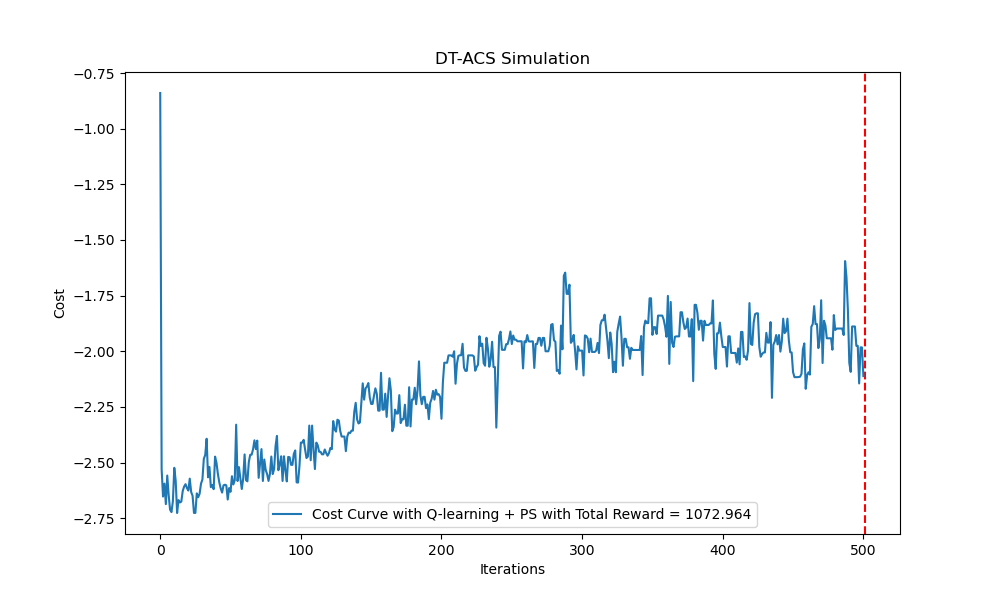 DT-ACS Simulation
−0.75
−1.00
−1.25
−1.50
−1.75
−2.00
−2.25
−2.50
−2.75
Cost
Cost Curve with Q-learning + PS with Total Reward = 1072.964
0 100 200 300 400 500
Iterations